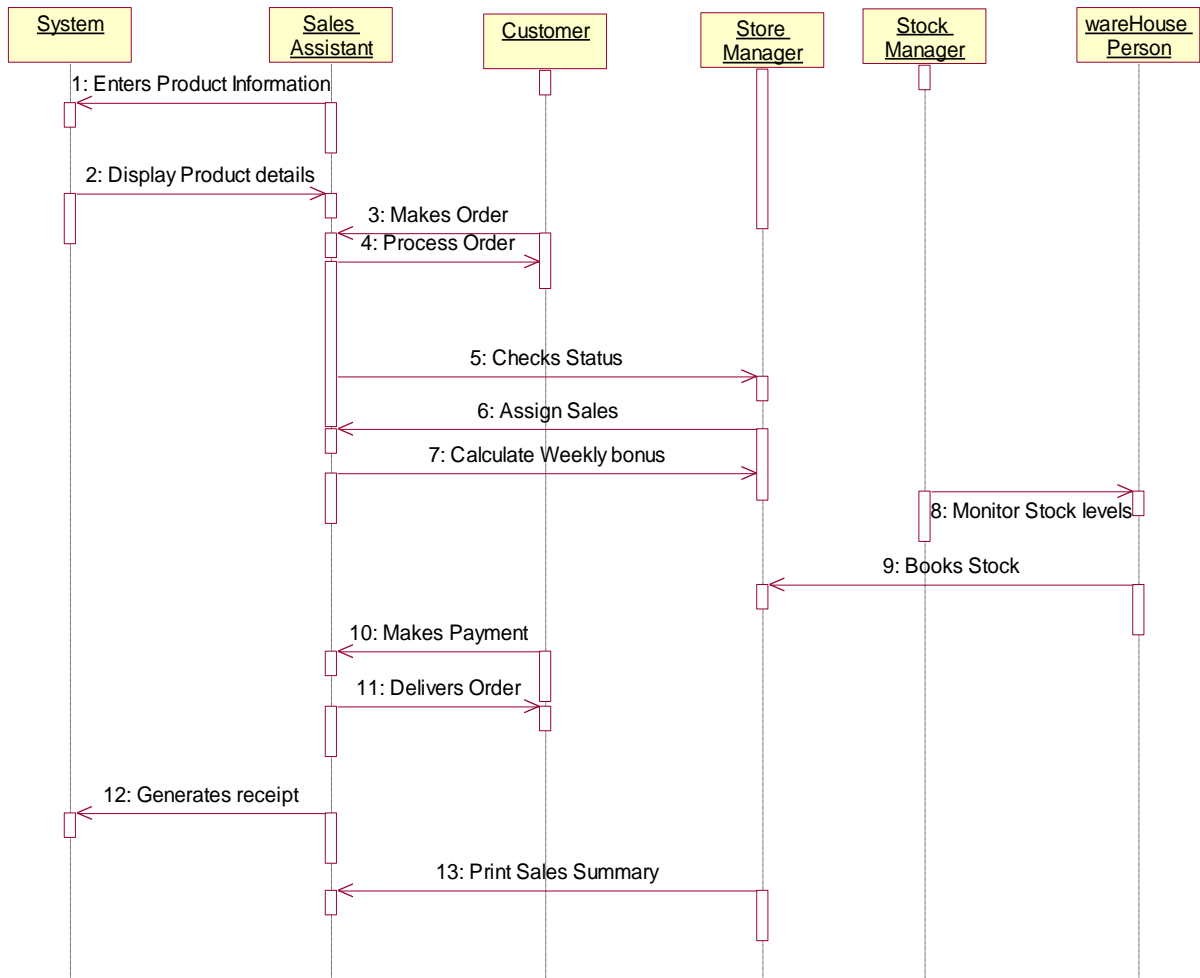 System
Sales
Assistant
Customer
Store
Manager
Stock
Manager
wareHouse
Person
1: Enters Product Information
2: Display Product details
3: Makes Order
4: Process Order
5: Checks Status
6: Assign Sales
7: Calculate Weekly bonus
8: Monitor Stock levels
9: Books Stock
10: Makes Payment
11: Delivers Order
12: Generates receipt
13: Print Sales Summary